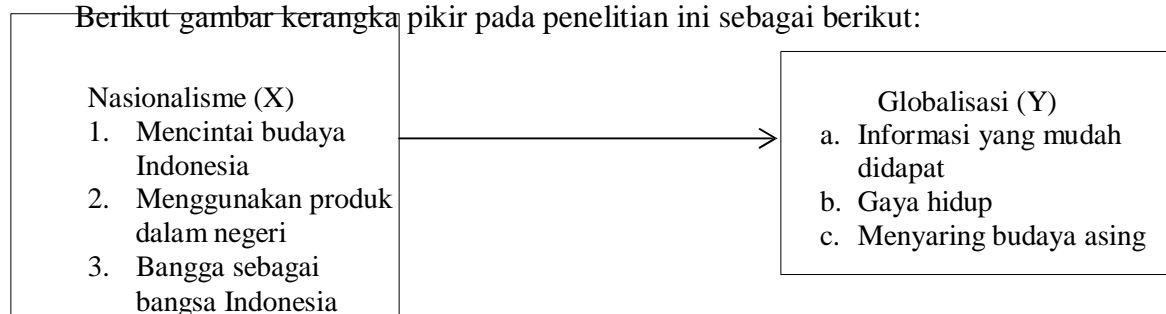 Berikut gambar kerangka pikir pada penelitian ini sebagai berikut:
Nasionalisme (X)
1. Mencintai budaya
Indonesia
2. Menggunakan produk
dalam negeri
3. Bangga sebagai
bangsa Indonesia
Globalisasi (Y)
a. Informasi yang mudah
didapat
b. Gaya hidup
c. Menyaring budaya asing